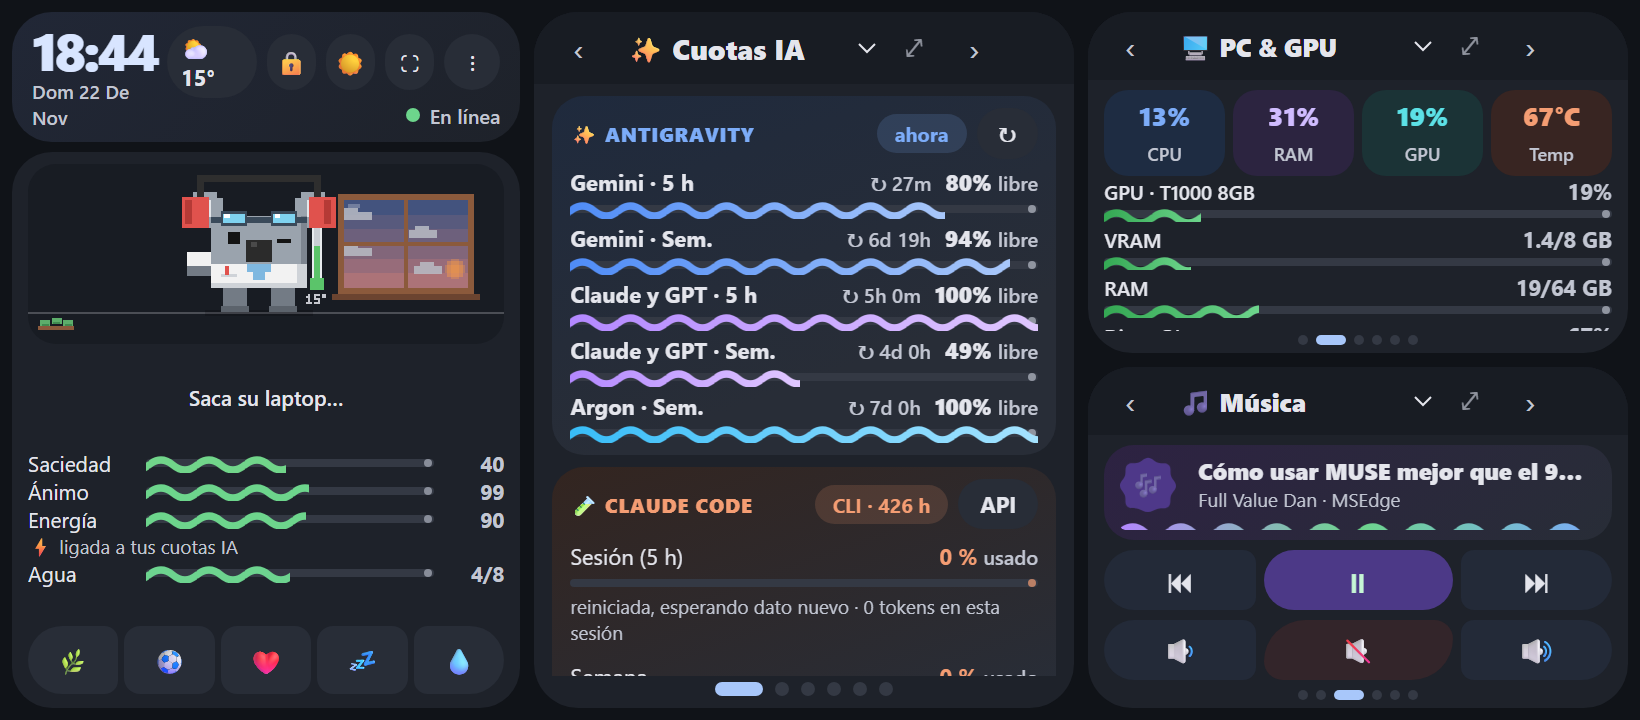 18:44
15°
Dom 22 De
Nov
En línea
15°
Saca su laptop...
Saciedad 40
Ánimo 99
Energía 90
ligada a tus cuotas IA
Agua 4/8
Cuotas IA
ANTIGRAVITY ahora
Gemini · 5 h 27m 80% libre
Gemini · Sem. 6d 19h 94% libre
Claude y GPT · 5 h 5h 0m 100% libre
Claude y GPT · Sem. 4d 0h 49% libre
Argon · Sem. 7d 0h 100% libre
CLAUDE CODE CLI · 426 h API
Sesión (5 h) 0 % usado
reiniciada, esperando dato nuevo · 0 tokens en esta
sesión
PC & GPU
13% 31% 19% 67°C
CPU RAM GPU Temp
GPU · T1000 8GB 19%
VRAM 1.4/8 GB
RAM 19/64 GB
Música
Cómo usar MUSE mejor que el 9...
Full Value Dan · MSEdge